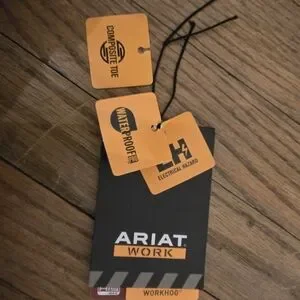 COMPOSITE TOE
WATERPROOF
EH
ELECTRICAL HAZARD
ARIAT
WORK
WORKHOG